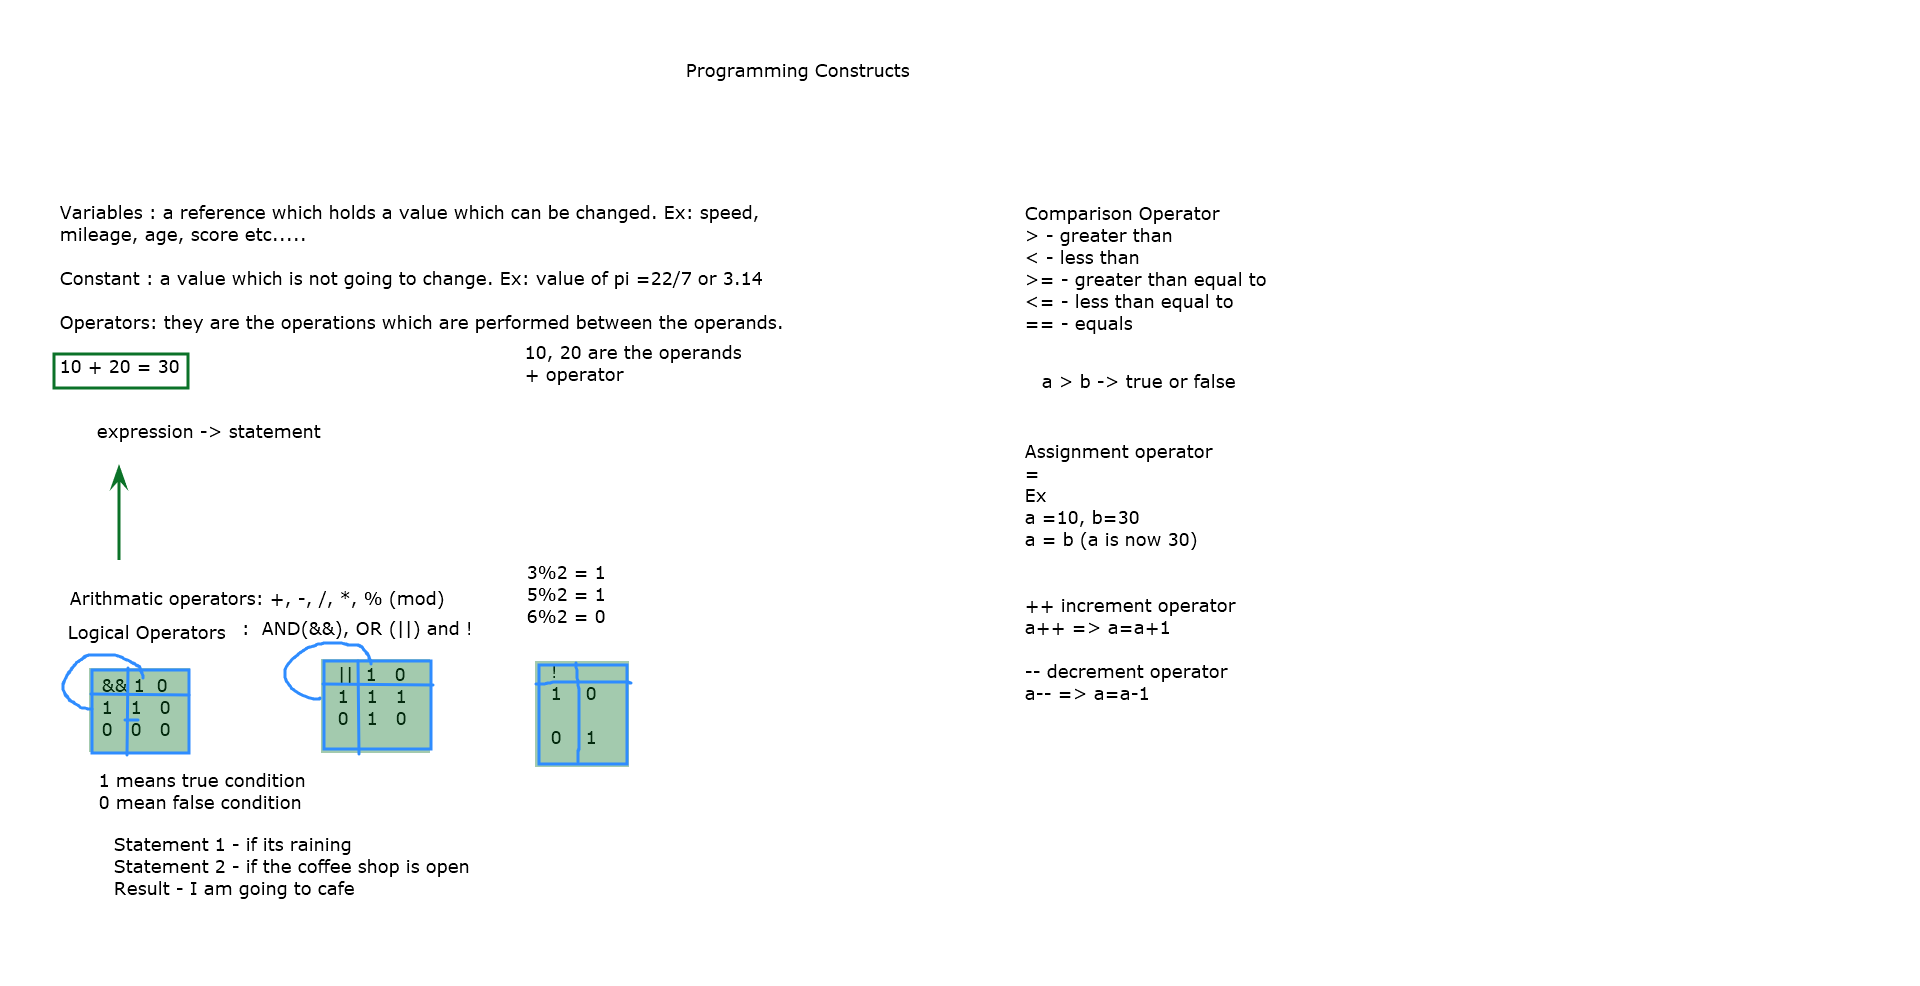 Programming Constructs
Variables : a reference which holds a value which can be changed. Ex: speed,
mileage, age, score etc.....
Constant : a value which is not going to change. Ex: value of pi =22/7 or 3.14
Operators: they are the operations which are performed between the operands.
10 + 20 = 30
10, 20 are the operands
+ operator
expression -> statement
3%2 = 1
5%2 = 1
6%2 = 0
Arithmatic operators: +, -, /, *, % (mod)
Logical Operators : AND(&&), OR (||) and !
&& 1 0
1 1 0
0 0 0
|| 1 0
1 1 1
0 1 0
!
1 0
0 1
1 means true condition
0 mean false condition
Statement 1 - if its raining
Statement 2 - if the coffee shop is open
Result - I am going to cafe
Comparison Operator
> - greater than
< - less than
>= - greater than equal to
<= - less than equal to
== - equals
a > b -> true or false
Assignment operator
=
Ex
a =10, b=30
a = b (a is now 30)
++ increment operator
a++ => a=a+1
-- decrement operator
a-- => a=a-1